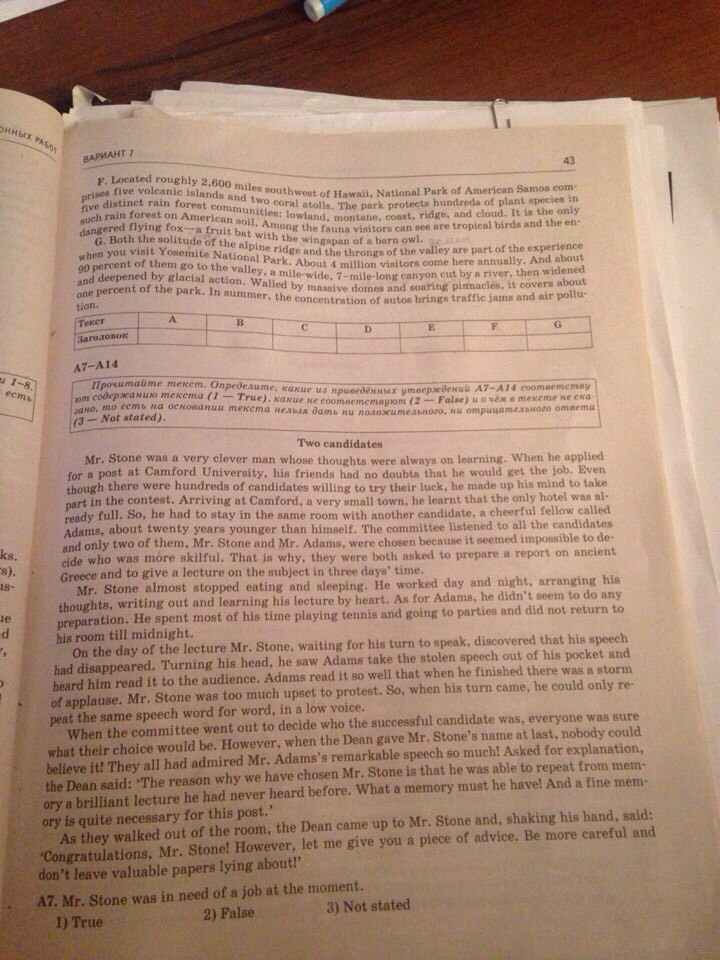 ОННЫХ РАБОТ
ВАРИАНТ 7
43
F. Located roughly 2,600 miles southwest of Hawaii, National Park of American Samoa com-
prises five volcanic islands and two coral atolls. The park protects hundreds of plant species in
five distinct rain forest communities: lowland, montane, coast, ridge, and cloud. It is the only
such rain forest on American soil. Among the fauna visitors can see are tropical birds and the en-
dangered flying fox—a fruit bat with the wingspan of a barn owl.
G. Both the solitude of the alpine ridge and the throngs of the valley are part of the experience
when you visit Yosemite National Park. About 4 million visitors come here annually. And about
90 percent of them go to the valley, a mile-wide, 7-mile-long canyon cut by a river, then widened
and deepened by glacial action. Walled by massive domes and soaring pinnacles, it covers about
one percent of the park. In summer, the concentration of autos brings traffic jams and air pollu-
tion.
Текст A B C D E F G
Заголовок
А7–А14
Прочитайте текст. Определите, какие из приведённых утверждений А7–А14 соответству-
ют содержанию текста (1 — True), какие не соответствуют (2 — False) и о чём в тексте не ска-
зано, то есть на основании текста нельзя дать ни положительного, ни отрицательного ответа
(3 — Not stated).
Two candidates
Mr. Stone was a very clever man whose thoughts were always on learning. When he applied
for a post at Camford University, his friends had no doubts that he would get the job. Even
though there were hundreds of candidates willing to try their luck, he made up his mind to take
part in the contest. Arriving at Camford, a very small town, he learnt that the only hotel was al-
ready full. So, he had to stay in the same room with another candidate, a cheerful fellow called
Adams, about twenty years younger than himself. The committee listened to all the candidates
and only two of them, Mr. Stone and Mr. Adams, were chosen because it seemed impossible to de-
cide who was more skilful. That is why, they were both asked to prepare a report on ancient
Greece and to give a lecture on the subject in three days' time.
Mr. Stone almost stopped eating and sleeping. He worked day and night, arranging his
thoughts, writing out and learning his lecture by heart. As for Adams, he didn't seem to do any
preparation. He spent most of his time playing tennis and going to parties and did not return to
his room till midnight.
On the day of the lecture Mr. Stone, waiting for his turn to speak, discovered that his speech
had disappeared. Turning his head, he saw Adams take the stolen speech out of his pocket and
heard him read it to the audience. Adams read it so well that when he finished there was a storm
of applause. Mr. Stone was too much upset to protest. So, when his turn came, he could only re-
peat the same speech word for word, in a low voice.
When the committee went out to decide who the successful candidate was, everyone was sure
what their choice would be. However, when the Dean gave Mr. Stone's name at last, nobody could
believe it! They all had admired Mr. Adams's remarkable speech so much! Asked for explanation,
the Dean said: 'The reason why we have chosen Mr. Stone is that he was able to repeat from mem-
ory a brilliant lecture he had never heard before. What a memory must he have! And a fine mem-
ory is quite necessary for this post.'
As they walked out of the room, the Dean came up to Mr. Stone and, shaking his hand, said:
'Congratulations, Mr. Stone! However, let me give you a piece of advice. Be more careful and
don't leave valuable papers lying about!'
А7. Mr. Stone was in need of a job at the moment.
1) True 2) False 3) Not stated